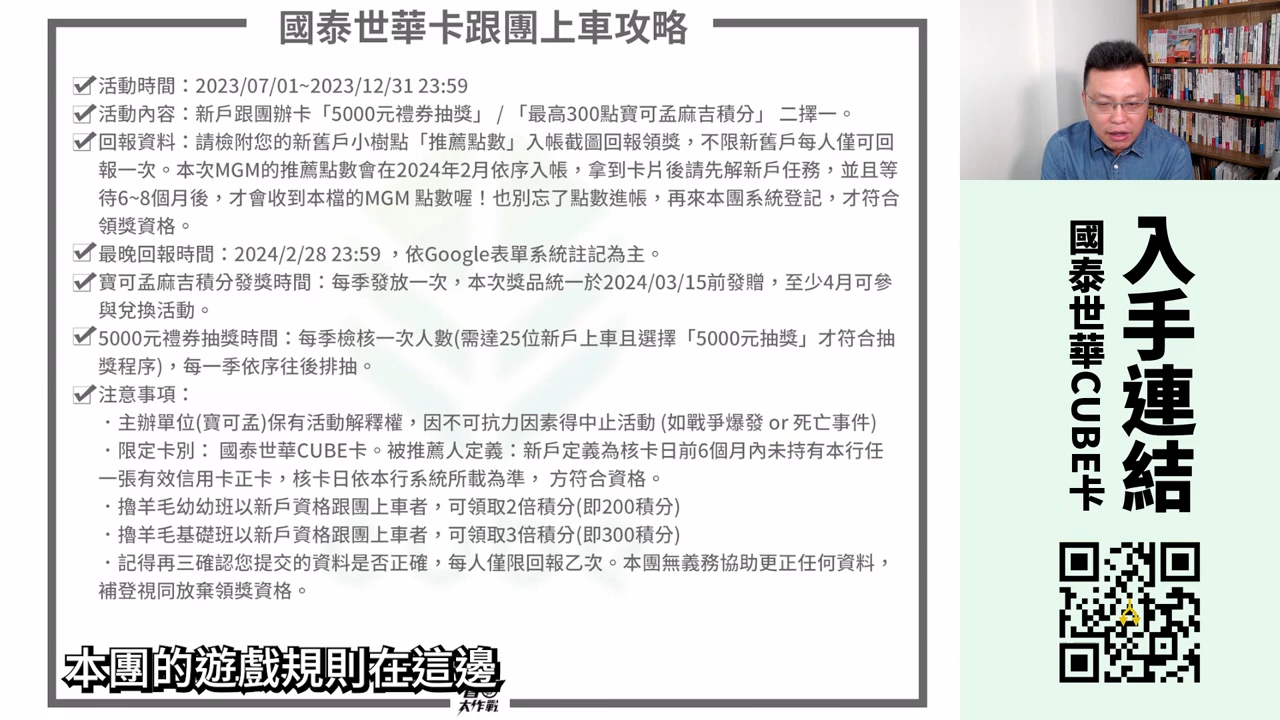 國泰世華卡跟團上車攻略
活動時間：2023/07/01~2023/12/31 23:59
活動內容：新戶跟團辦卡「5000元禮券抽獎」 / 「最高300點寶可孟麻吉積分」 二擇一。
回報資料：請檢附您的新舊戶小樹點「推薦點數」入帳截圖回報領獎，不限新舊戶每人僅可回
報一次。本次MGM的推薦點數會在2024年2月依序入帳，拿到卡片後請先解新戶任務，並且等
待6~8個月後，才會收到本檔的MGM 點數喔！也別忘了點數進帳，再來本團系統登記，才符合
領獎資格。
最晚回報時間：2024/2/28 23:59 ，依Google表單系統註記為主。
寶可孟麻吉積分發獎時間：每季發放一次，本次獎品統一於2024/03/15前發贈，至少4月可參
與兌換活動。
5000元禮券抽獎時間：每季檢核一次人數(需達25位新戶上車且選擇「5000元抽獎」才符合抽
獎程序)，每一季依序往後排抽。
注意事項：
．主辦單位(寶可孟)保有活動解釋權，因不可抗力因素得中止活動 (如戰爭爆發 or 死亡事件)
．限定卡別： 國泰世華CUBE卡。被推薦人定義：新戶定義為核卡日前6個月內未持有本行任
一張有效信用卡正卡，核卡日依本行系統所載為準， 方符合資格。
．擼羊毛幼幼班以新戶資格跟團上車者，可領取2倍積分(即200積分)
．擼羊毛基礎班以新戶資格跟團上車者，可領取3倍積分(即300積分)
．記得再三確認您提交的資料是否正確，每人僅限回報乙次。本團無義務協助更正任何資料，
補登視同放棄領獎資格。
本團的遊戲規則在這邊
大作戰
入手連結
國泰世華CUBE卡